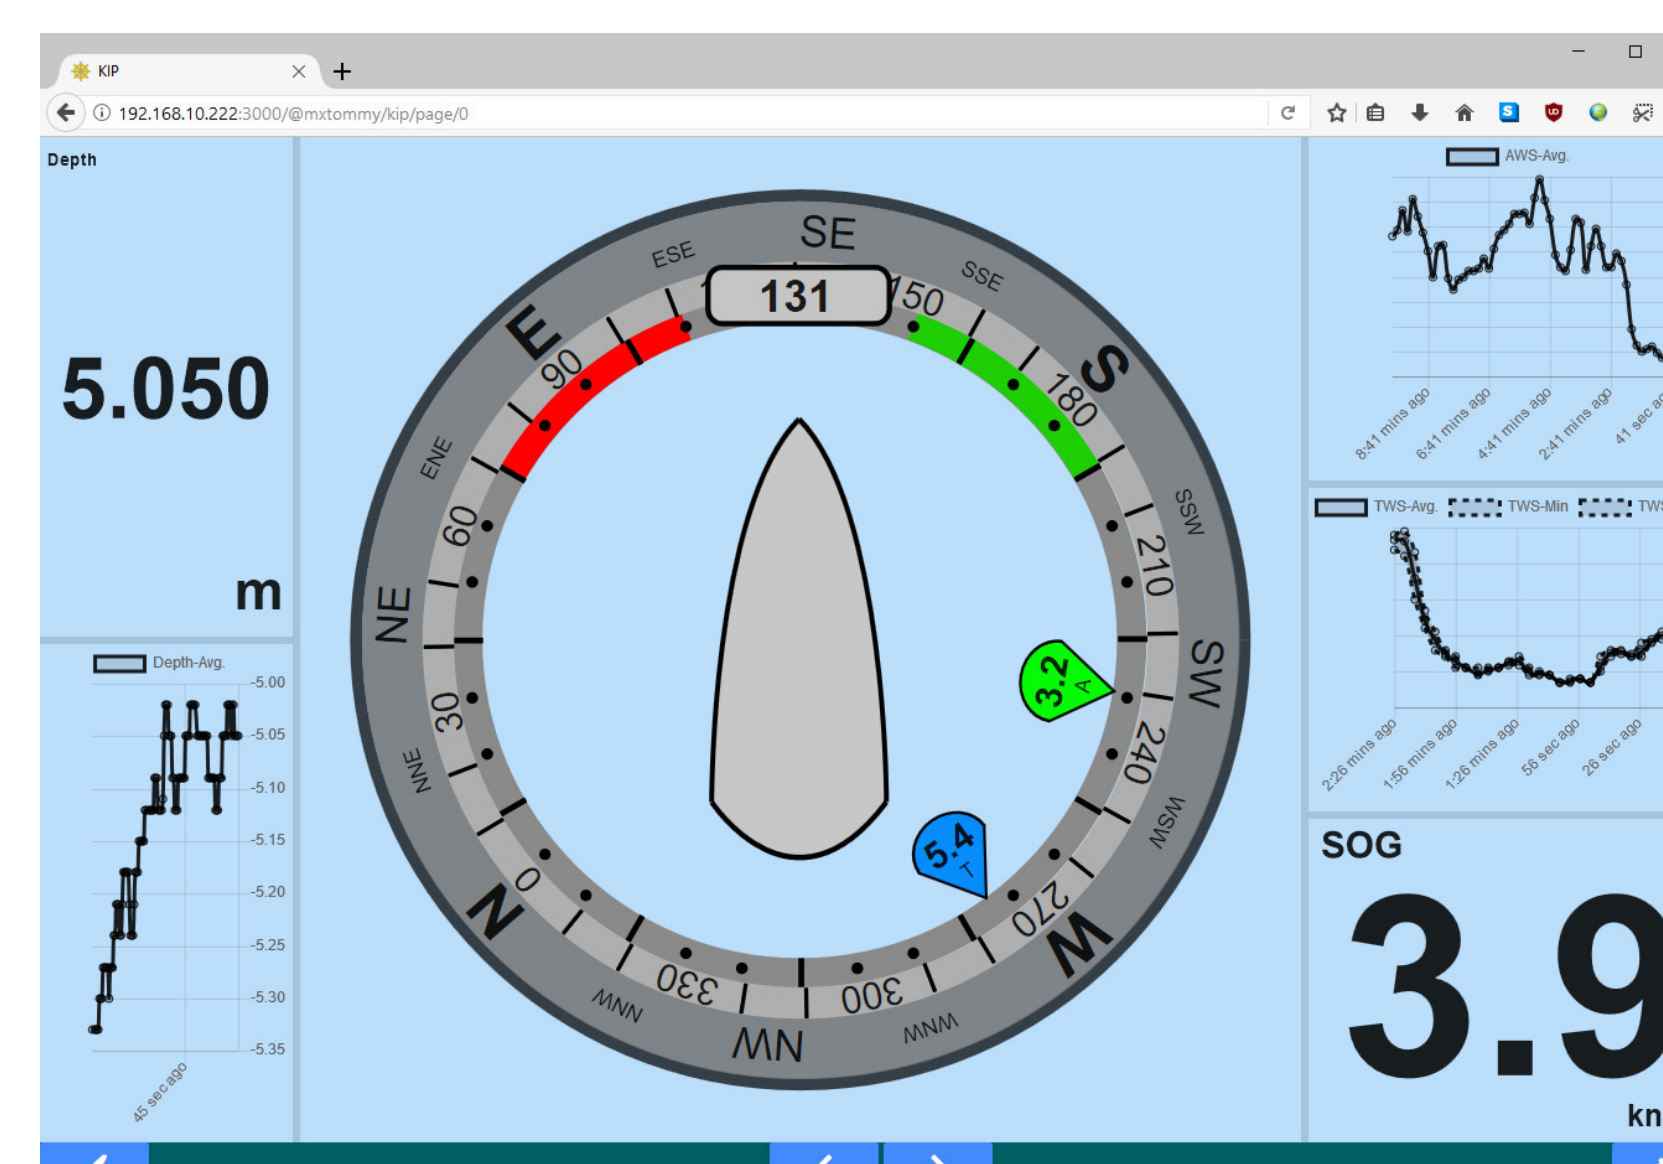 KIP
192.168.10.222:3000/@mxtommy/kip/page/0
Depth
5.050
m
Depth-Avg.
-5.00
-5.05
-5.10
-5.15
-5.20
-5.25
-5.30
-5.35
45 sec ago
SE
ESE
SSE
131
150
E
90
S
180
ENE
SSW
60
210
NE
SW
3.2
A
30
240
NNE
WSW
5.4
T
0
270
N
W
330
300
NNW
WNW
NW
AWS-Avg.
8:41 mins ago
6:41 mins ago
4:41 mins ago
2:41 mins ago
41 sec
TWS-Avg. TWS-Min TWS
2:26 mins ago
1:56 mins ago
1:26 mins ago
56 sec ago
26 sec ago
SOG
3.9
kn